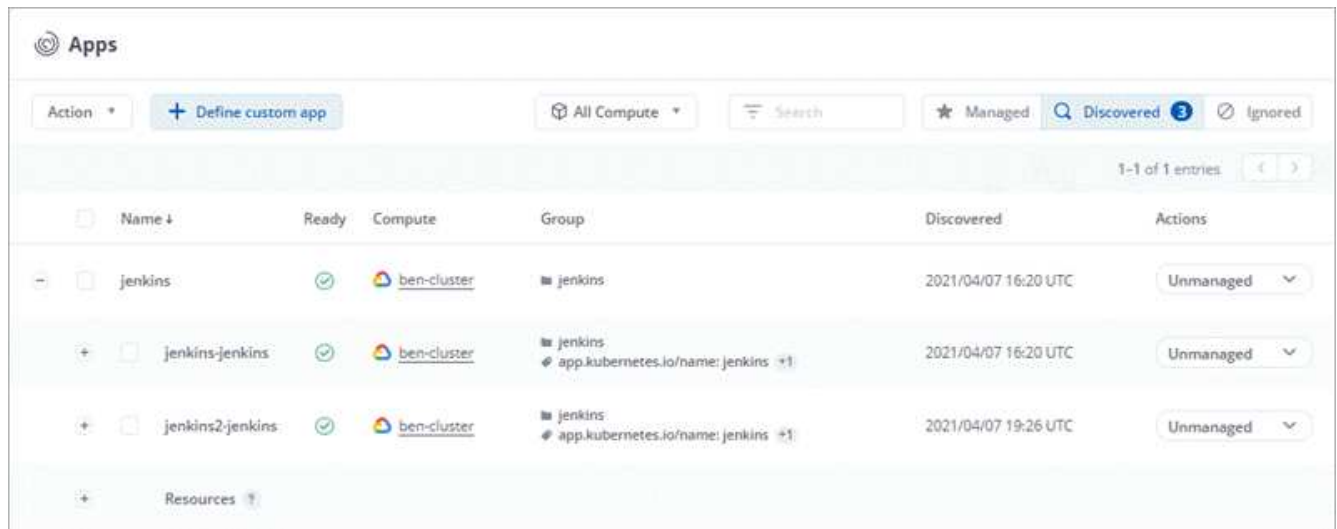 Apps
Action + Define custom app All Compute Search Managed Discovered 3 Ignored
1-1 of 1 entries < >
Name ↓ Ready Compute Group Discovered Actions
jenkins ben-cluster jenkins 2021/04/07 16:20 UTC Unmanaged
jenkins-jenkins ben-cluster jenkins 2021/04/07 16:20 UTC Unmanaged
app.kubernetes.io/name: jenkins +1
jenkins2-jenkins ben-cluster jenkins 2021/04/07 19:26 UTC Unmanaged
app.kubernetes.io/name: jenkins +1
Resources ?